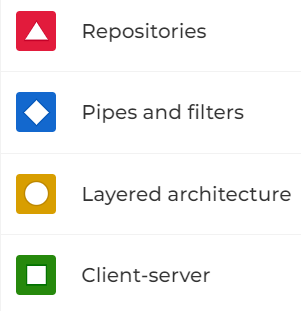 Repositories
Pipes and filters
Layered architecture
Client-server